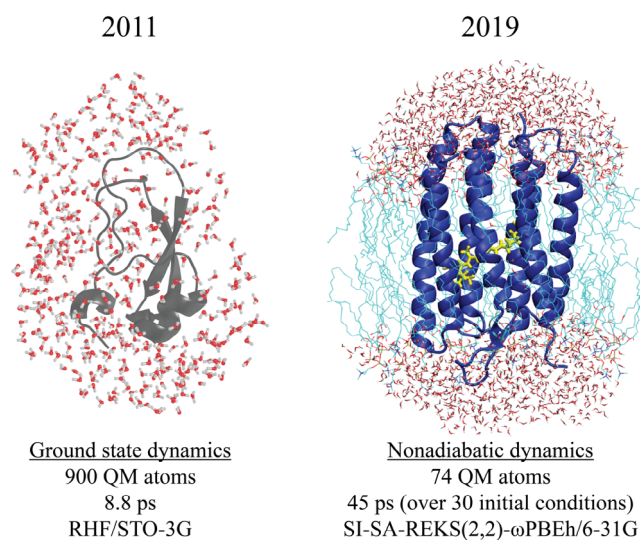 2011
2019
Ground state dynamics
900 QM atoms
8.8 ps
RHF/STO-3G
Nonadiabatic dynamics
74 QM atoms
45 ps (over 30 initial conditions)
SI-SA-REKS(2,2)-ωPBEh/6-31G